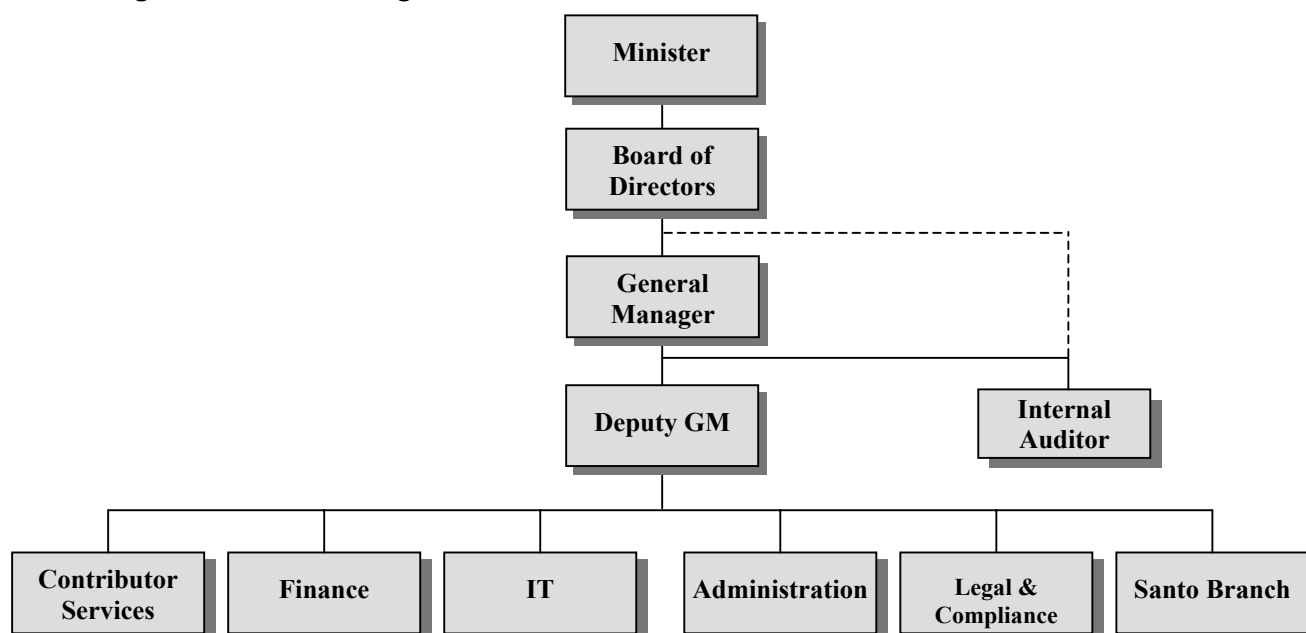 Minister
Board of
Directors
General
Manager
Deputy GM
Internal
Auditor
Contributor
Services
Finance
IT
Administration
Legal &
Compliance
Santo Branch